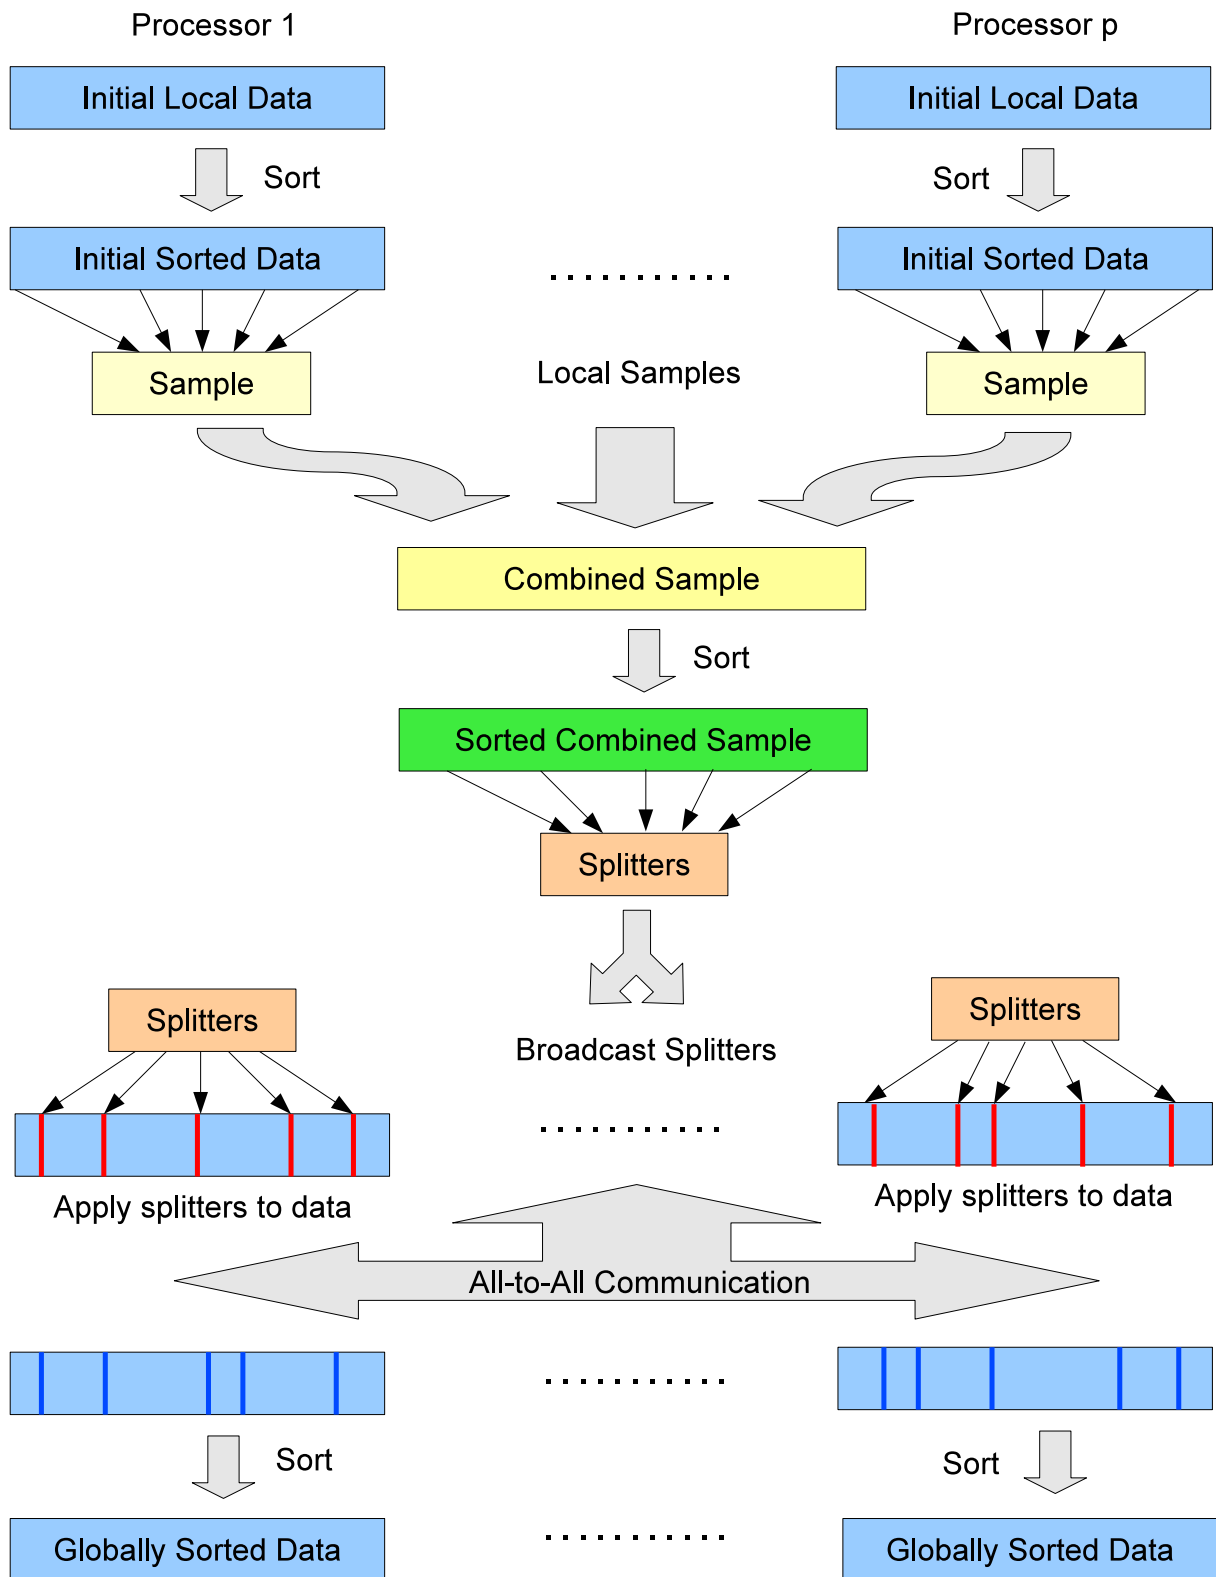 Processor 1
Processor p
Initial Local Data
Initial Local Data
Sort
Sort
Initial Sorted Data
Initial Sorted Data
Sample
Local Samples
Sample
Combined Sample
Sort
Sorted Combined Sample
Splitters
Splitters
Splitters
Broadcast Splitters
Apply splitters to data
Apply splitters to data
All-to-All Communication
Sort
Sort
Globally Sorted Data
Globally Sorted Data